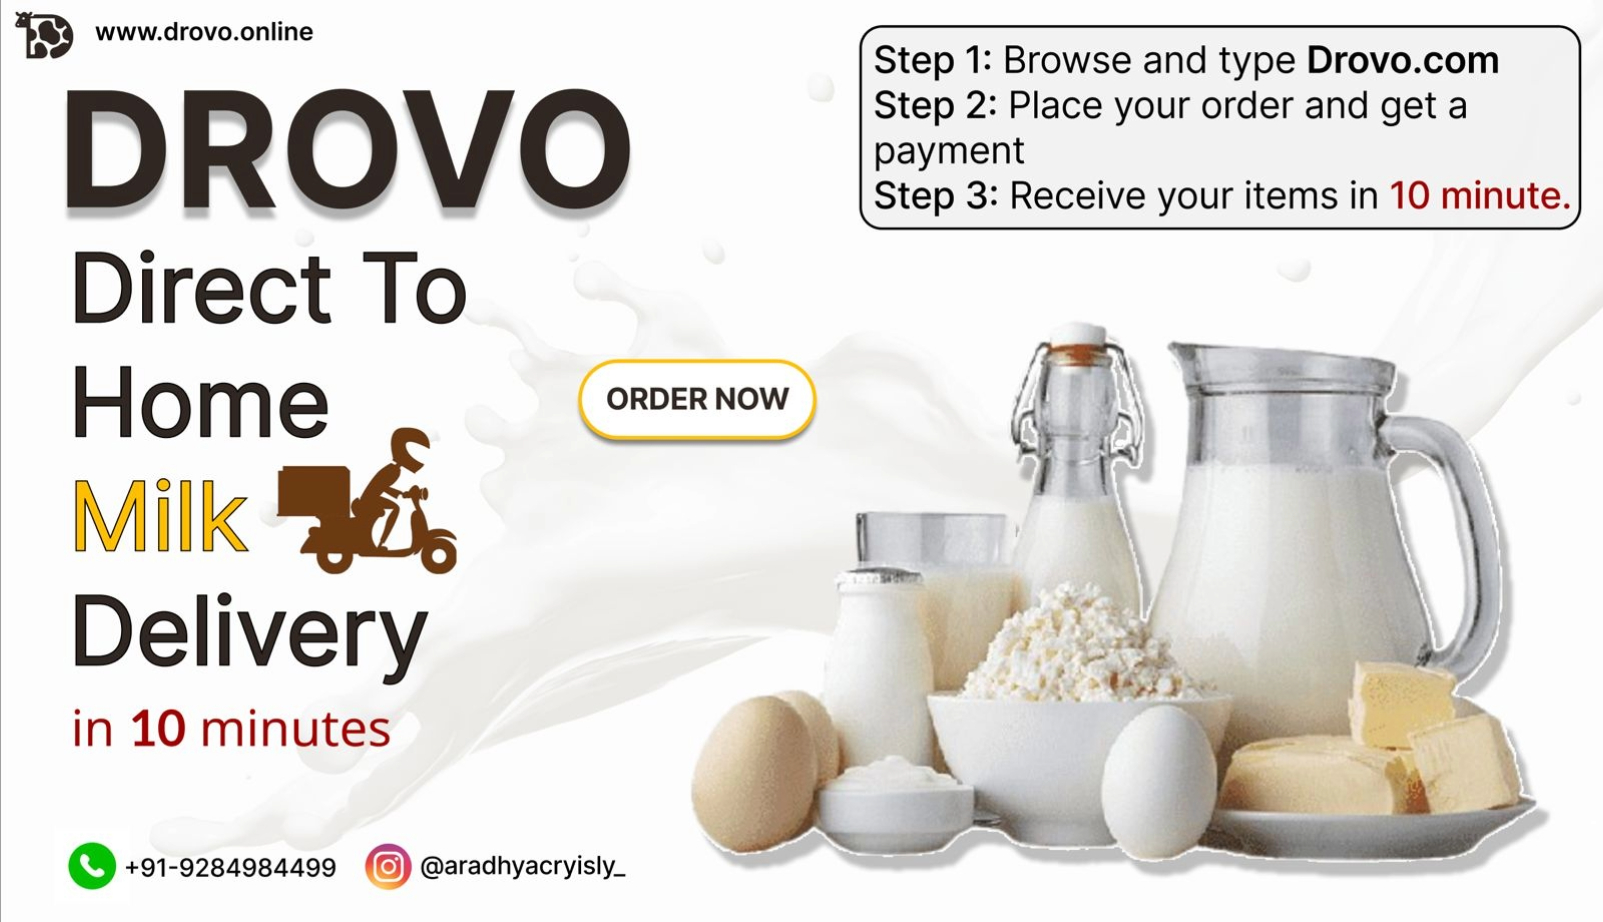 www.drovo.online
DROVO
Direct To
Home
Milk
Delivery
in 10 minutes
ORDER NOW
Step 1: Browse and type Drovo.com
Step 2: Place your order and get a
payment
Step 3: Receive your items in 10 minute.
+91-9284984499
@aradhyacryisly_